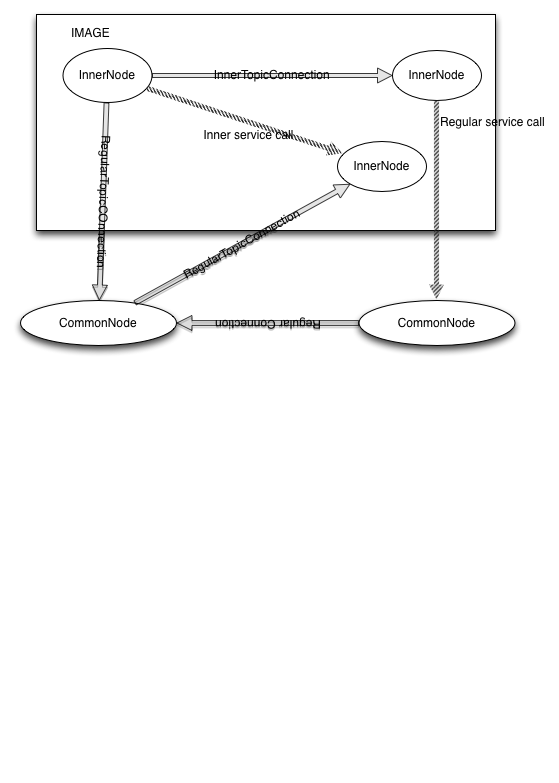 IMAGE
InnerNode
InnerTopicConnection
InnerNode
Regular service call
Inner service call
InnerNode
RegularTopicCOnnection
RegularTopicConnection
CommonNode
Regular Connection
CommonNode